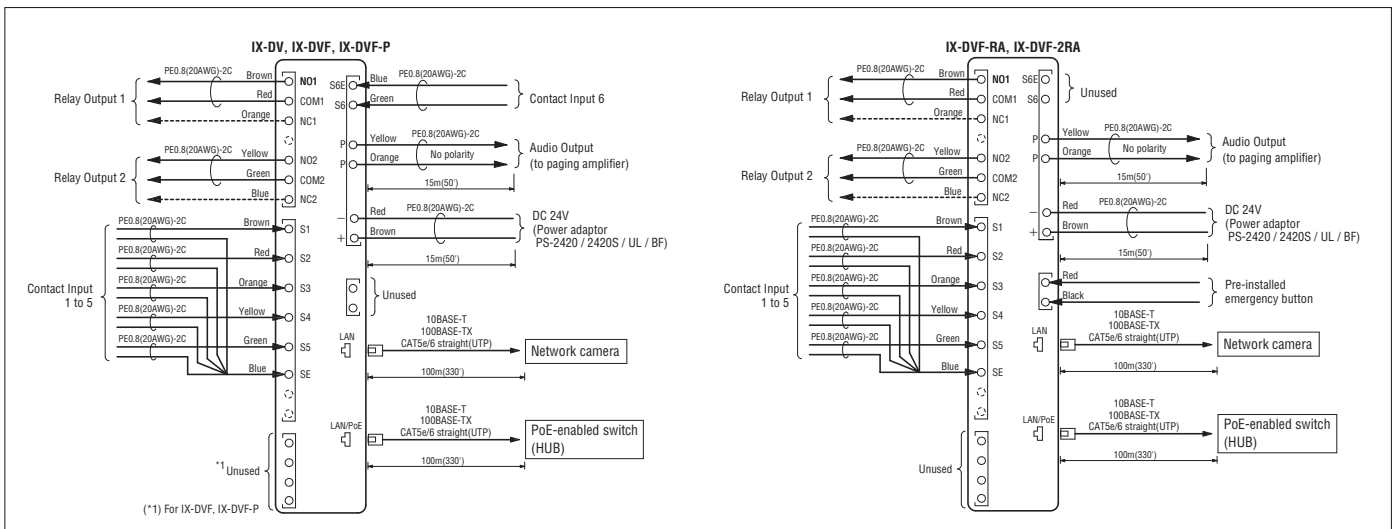 IX-DV, IX-DVF, IX-DVF-P
PE0.8(20AWG)-2C
Brown
NO1
Relay Output 1
Red
COM1
Orange
NC1
PE0.8(20AWG)-2C
Yellow
NO2
Relay Output 2
Green
COM2
Blue
NC2
PE0.8(20AWG)-2C
Brown
S1
PE0.8(20AWG)-2C
Red
S2
Contact Input
1 to 5
PE0.8(20AWG)-2C
Orange
S3
PE0.8(20AWG)-2C
Yellow
S4
PE0.8(20AWG)-2C
Green
S5
Blue
SE
*1 Unused
(*1) For IX-DVF, IX-DVF-P
S6E
Blue
PE0.8(20AWG)-2C
S6
Green
Contact Input 6
P
Yellow
PE0.8(20AWG)-2C
P
Orange
No polarity
Audio Output
(to paging amplifier)
15m(50')
−
Red
PE0.8(20AWG)-2C
+
Brown
DC 24V
(Power adaptor
PS-2420 / 2420S / UL / BF)
15m(50')
Unused
LAN
10BASE-T
100BASE-TX
CAT5e/6 straight(UTP)
Network camera
100m(330')
LAN/PoE
10BASE-T
100BASE-TX
CAT5e/6 straight(UTP)
PoE-enabled switch
(HUB)
100m(330')
IX-DVF-RA, IX-DVF-2RA
PE0.8(20AWG)-2C
Brown
NO1
Relay Output 1
Red
COM1
Orange
NC1
PE0.8(20AWG)-2C
Yellow
NO2
Relay Output 2
Green
COM2
Blue
NC2
PE0.8(20AWG)-2C
Brown
S1
PE0.8(20AWG)-2C
Red
S2
Contact Input
1 to 5
PE0.8(20AWG)-2C
Orange
S3
PE0.8(20AWG)-2C
Yellow
S4
PE0.8(20AWG)-2C
Green
S5
Blue
SE
Unused
S6E
S6
Unused
P
Yellow
PE0.8(20AWG)-2C
P
Orange
No polarity
Audio Output
(to paging amplifier)
15m(50')
−
Red
PE0.8(20AWG)-2C
+
Brown
DC 24V
(Power adaptor
PS-2420 / 2420S / UL / BF)
15m(50')
Red
Black
Pre-installed
emergency button
LAN
10BASE-T
100BASE-TX
CAT5e/6 straight(UTP)
Network camera
100m(330')
LAN/PoE
10BASE-T
100BASE-TX
CAT5e/6 straight(UTP)
PoE-enabled switch
(HUB)
100m(330')